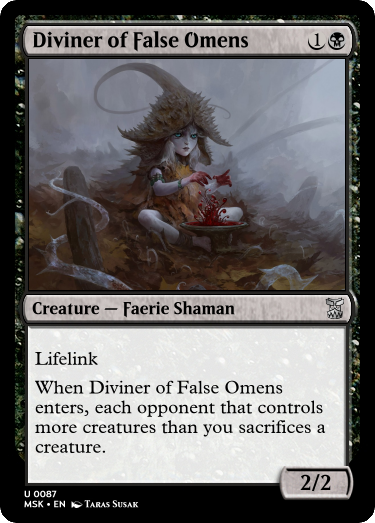 Diviner of False Omens 1
Creature — Faerie Shaman
Lifelink
When Diviner of False Omens
enters, each opponent that controls
more creatures than you sacrifices a
creature.
2/2
U 0087
MSK • EN Taras Susak